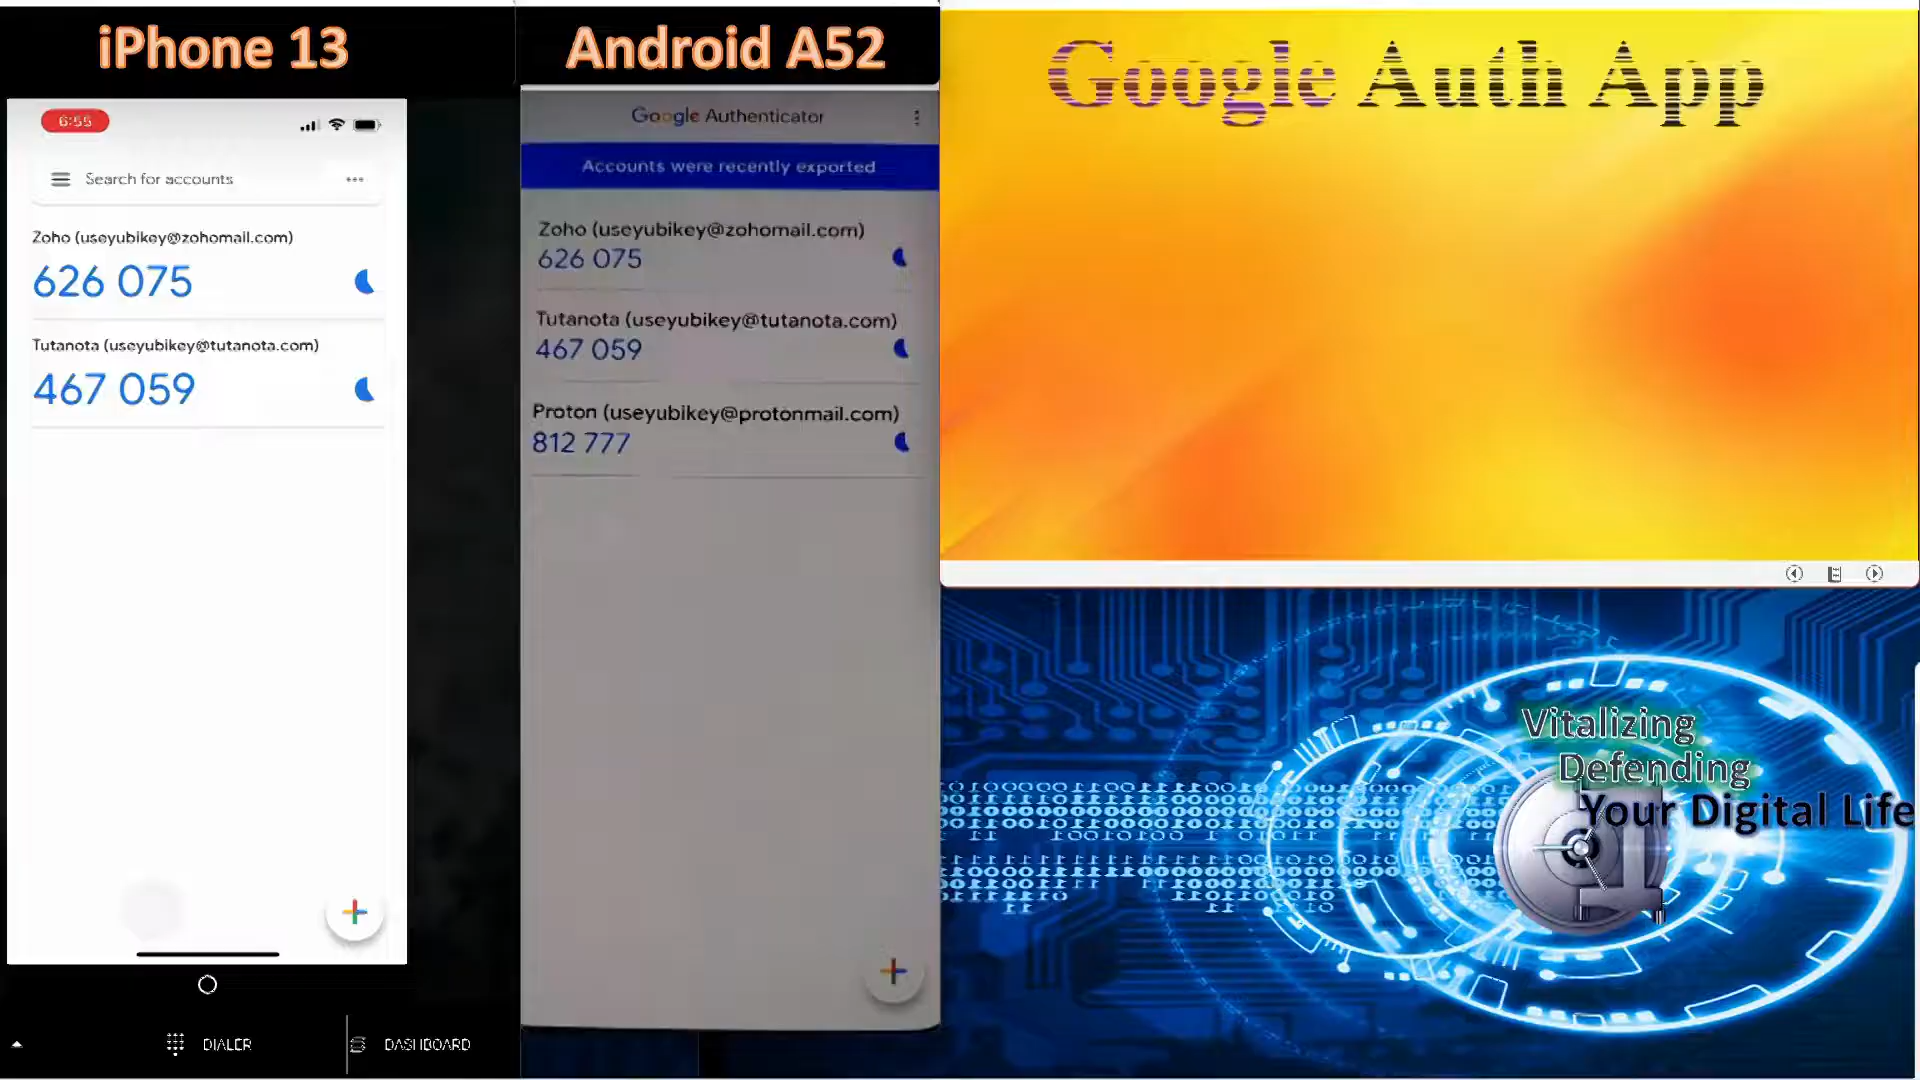 iPhone 13
6:55
Search for accounts
Zoho (useyubikey@zohomail.com)
626 075
Tutanota (useyubikey@tutanota.com)
467 059
DIALER
DASHBOARD
Android A52
Google Authenticator
Accounts were recently exported
Zoho (useyubikey@zohomail.com)
626 075
Tutanota (useyubikey@tutanota.com)
467 059
Proton (useyubikey@protonmail.com)
812 777
Google Auth App
Vitalizing
Defending
Your Digital Life